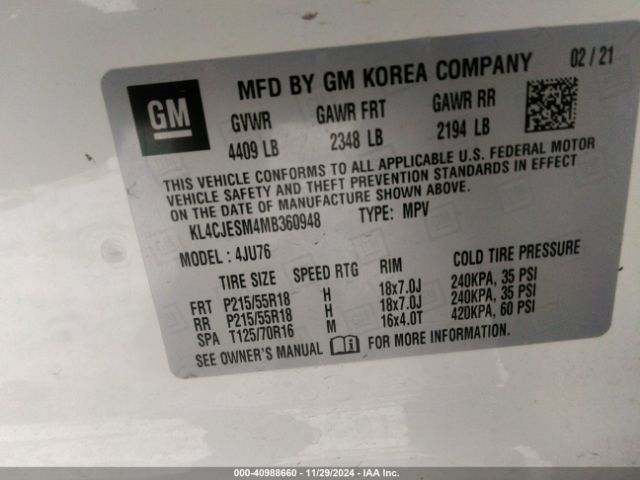 MFD BY GM KOREA COMPANY 02 / 21
GM
GVWR GAWR FRT GAWR RR
4409 LB 2348 LB 2194 LB
THIS VEHICLE CONFORMS TO ALL APPLICABLE U.S. FEDERAL MOTOR
VEHICLE SAFETY AND THEFT PREVENTION STANDARDS IN EFFECT
ON THE DATE OF MANUFACTURE SHOWN ABOVE.
KL4CJESM4MB360948 TYPE: MPV
MODEL : 4JU76
TIRE SIZE SPEED RTG RIM COLD TIRE PRESSURE
FRT P215/55R18 H 18x7.0J 240KPA, 35 PSI
RR P215/55R18 H 18x7.0J 240KPA, 35 PSI
SPA T125/70R16 M 16x4.0T 420KPA, 60 PSI
SEE OWNER'S MANUAL i FOR MORE INFORMATION.
000-40988660 - 11/29/2024 - IAA Inc.